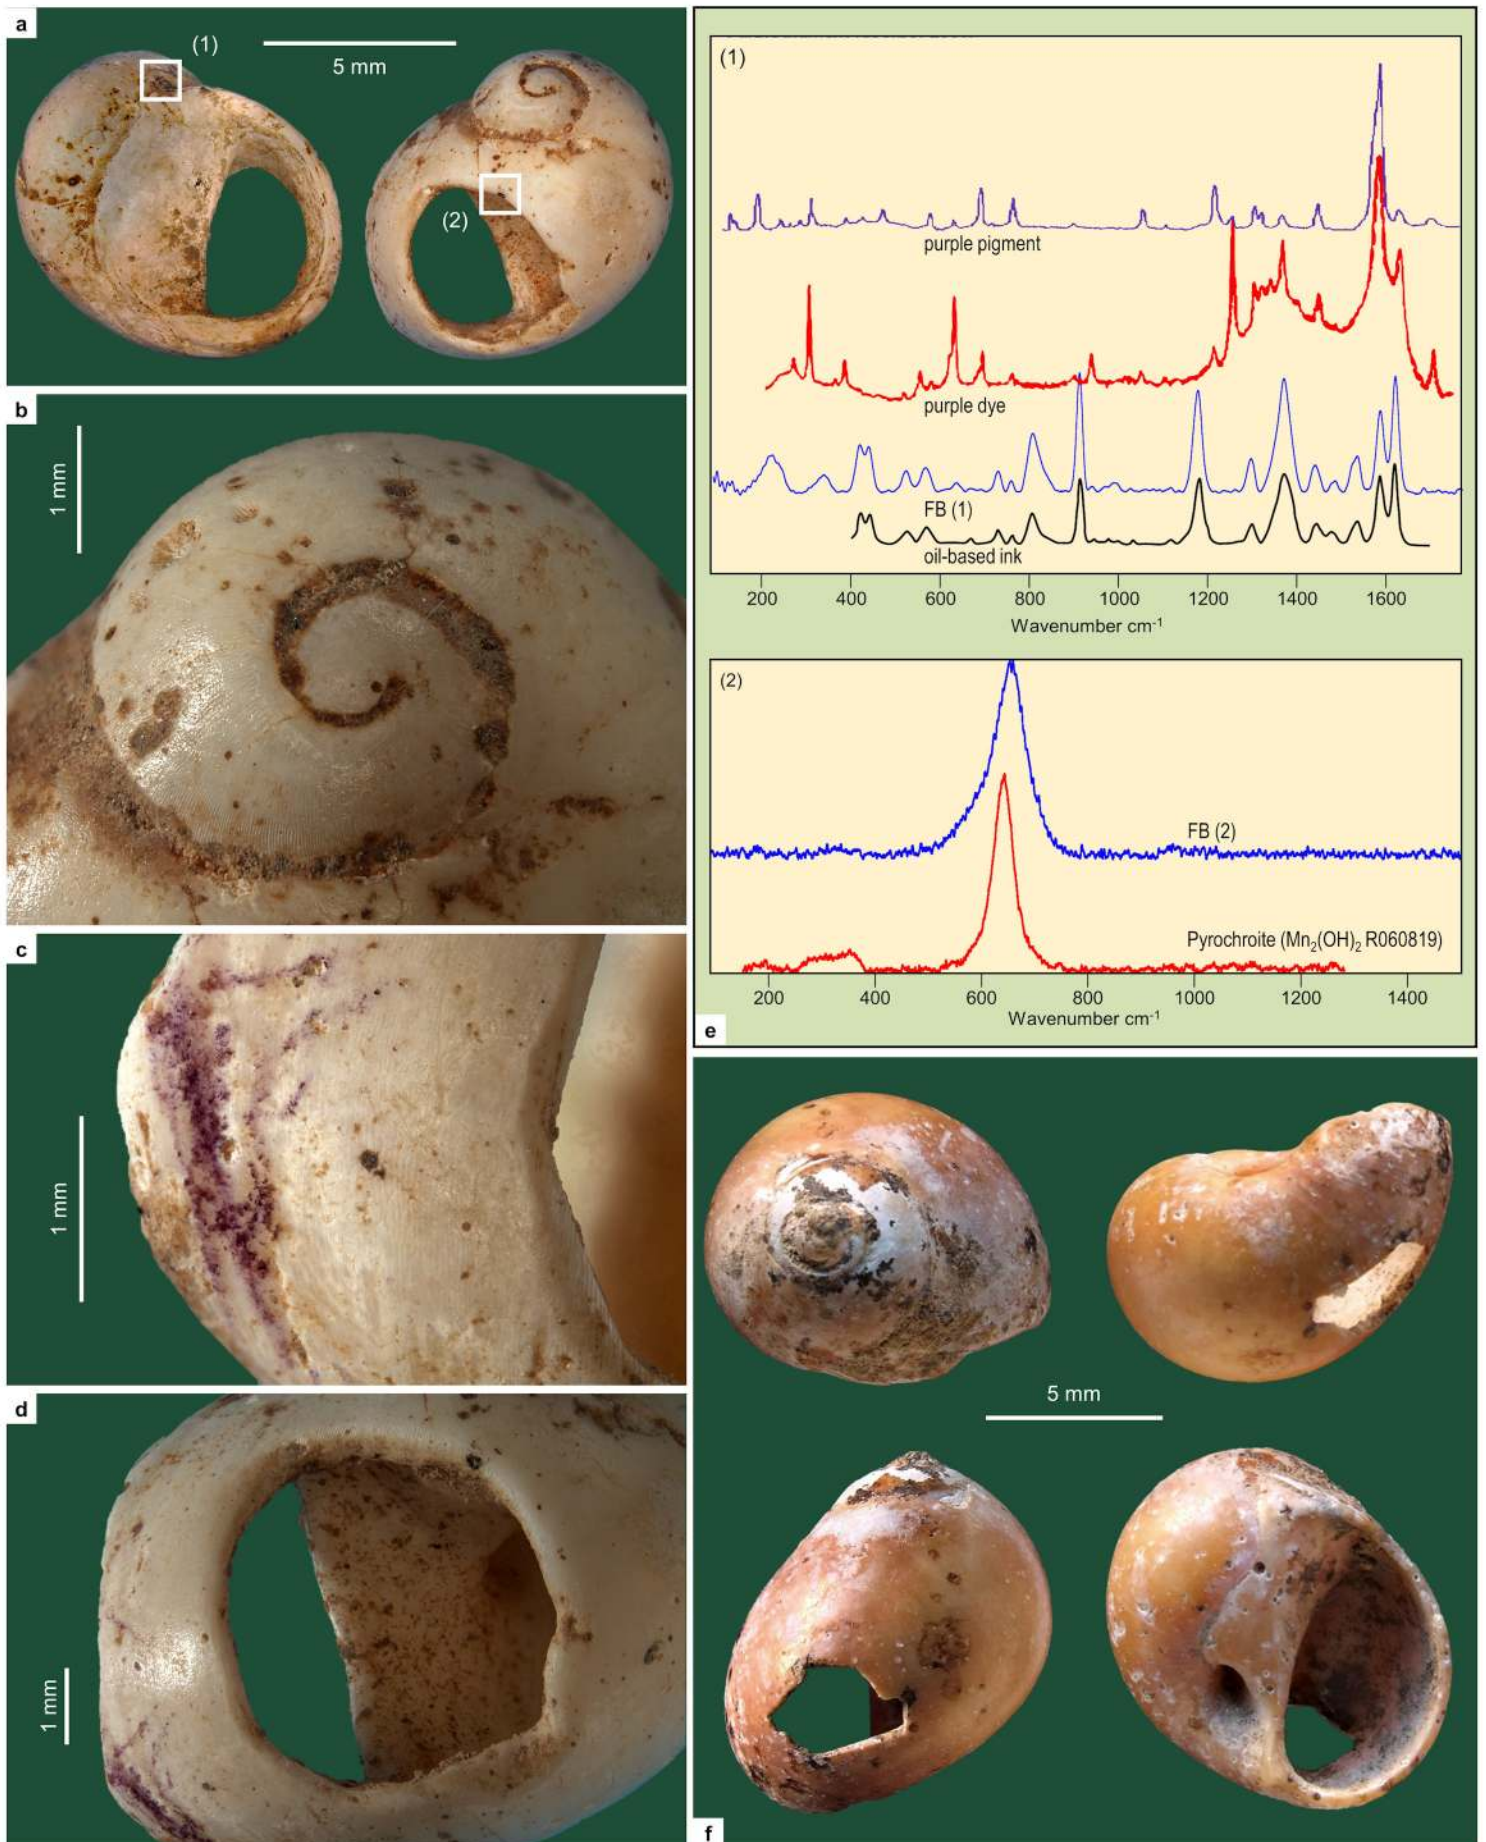 a
(1)
5 mm
(2)
b
1 mm
c
1 mm
d
1 mm
(1)
purple pigment
purple dye
FB (1)
oil-based ink
200 400 600 800 1000 1200 1400 1600
Wavenumber cm-1
(2)
FB (2)
Pyrochroite (Mn2(OH)2 R060819)
200 400 600 800 1000 1200 1400
Wavenumber cm-1
e
5 mm
f